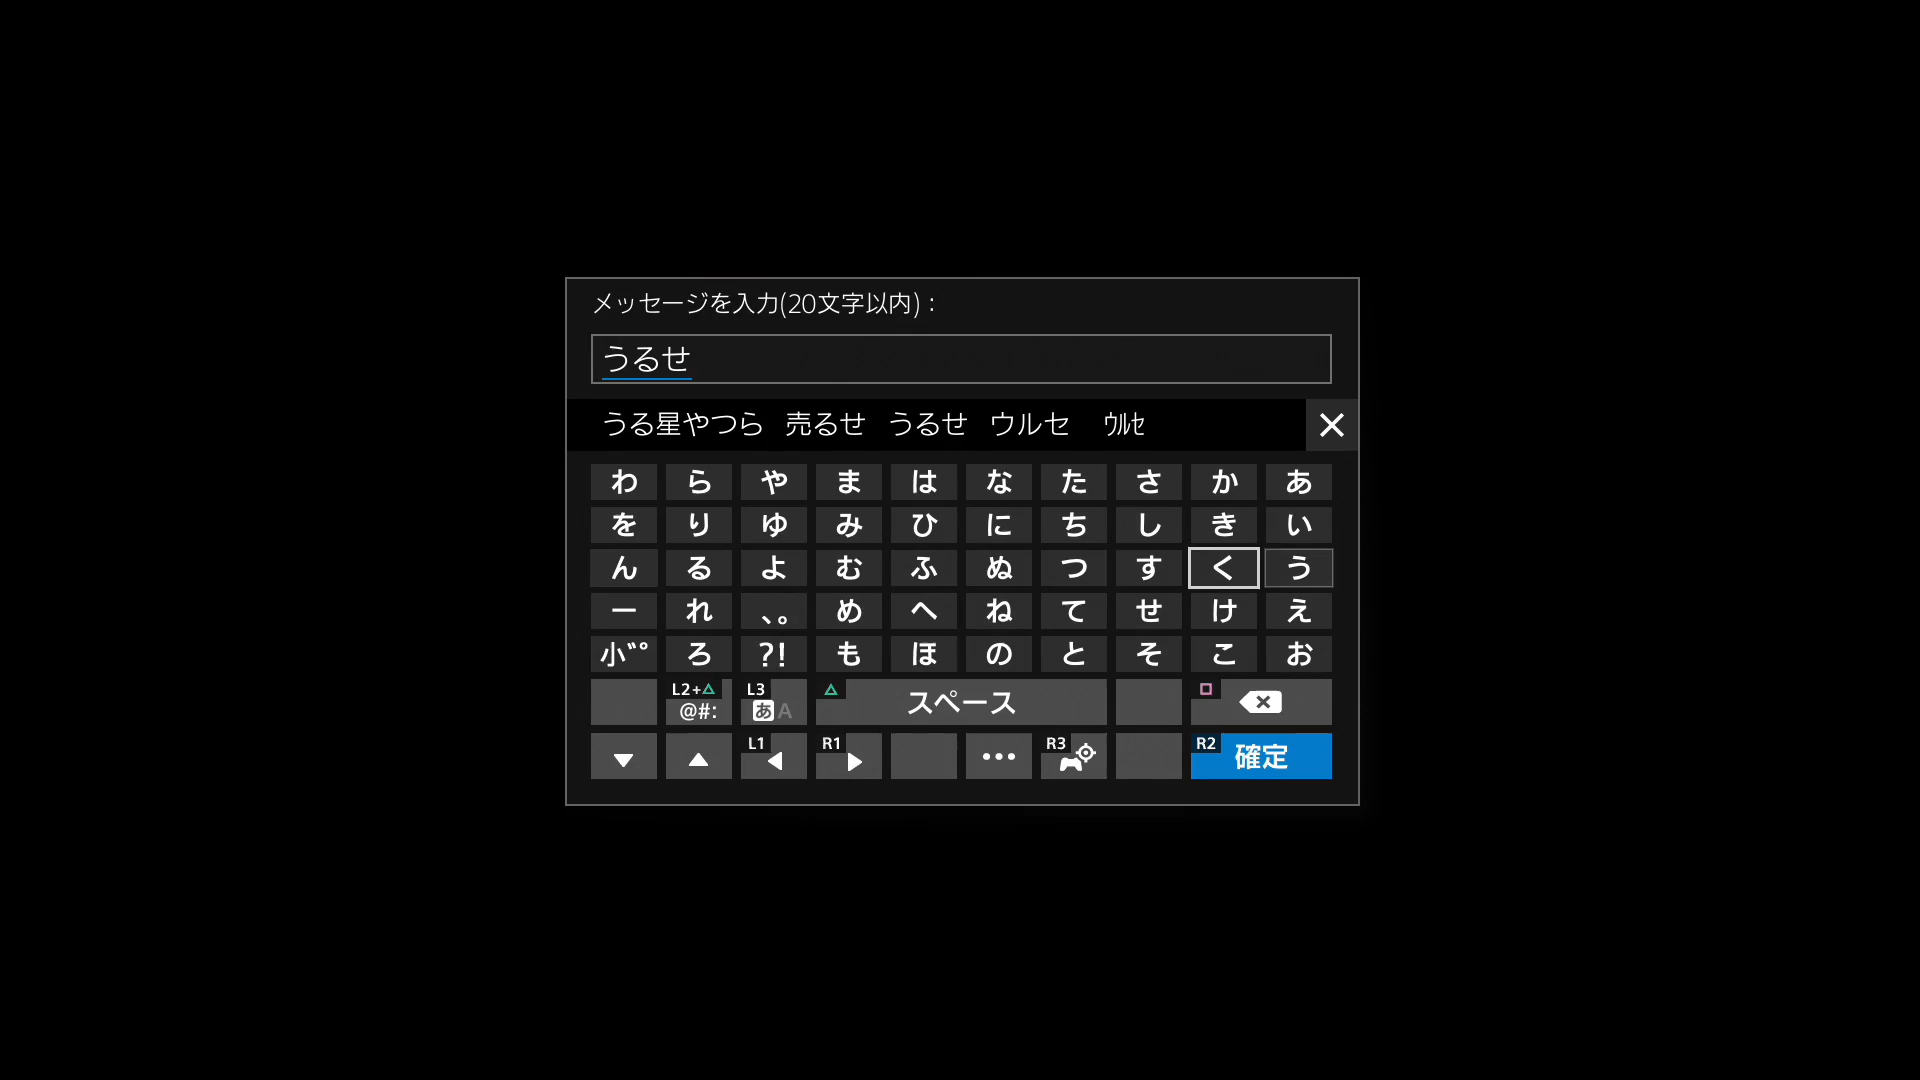 メッセージを入力(20文字以内) :
うるせ
うる星やつら 売るせ うるせ ウルセ ｳﾙｾ
わ ら や ま は な た さ か あ
を り ゆ み ひ に ち し き い
ん る よ む ふ ぬ つ す く う
ー れ 、。 め へ ね て せ け え
小゛゜ ろ ?! も ほ の と そ こ お
L2+△ @#: L3 あA △ スペース □
L1 R1 ••• R3 R2 確定